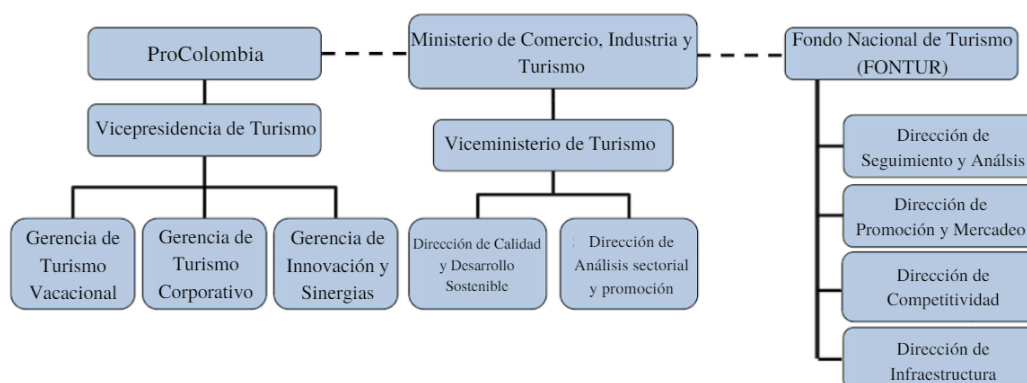 ProColombia
Ministerio de Comercio, Industria y
Turismo
Fondo Nacional de Turismo
(FONTUR)
Vicepresidencia de Turismo
Viceministerio de Turismo
Gerencia de
Turismo
Vacacional
Gerencia de
Turismo
Corporativo
Gerencia de
Innovación y
Sinergias
Dirección de Calidad
y Desarrollo
Sostenible
Dirección de
Análisis sectorial
y promoción
Dirección de
Seguimiento y Análsis
Dirección de
Promoción y Mercadeo
Dirección de
Competitividad
Dirección de
Infraestructura